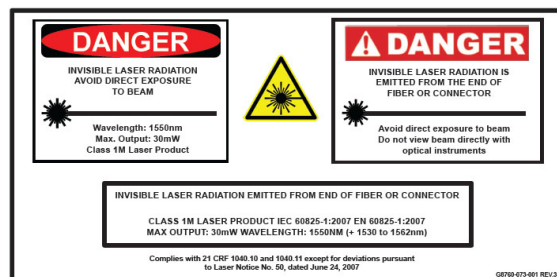 DANGER
INVISIBLE LASER RADIATION
AVOID DIRECT EXPOSURE
TO BEAM
Wavelength: 1550nm
Max. Output: 30mW
Class 1M Laser Product
DANGER
INVISIBLE LASER RADIATION IS
EMITTED FROM THE END OF
FIBER OR CONNECTOR
Avoid direct exposure to beam
Do not view beam directly with
optical instruments
INVISIBLE LASER RADIATION EMITTED FROM END OF FIBER OR CONNECTOR
CLASS 1M LASER PRODUCT IEC 60825-1:2007 EN 60825-1:2007
MAX OUTPUT: 30mW WAVELENGTH: 1550NM (+ 1530 to 1562nm)
Complies with 21 CRF 1040.10 and 1040.11 except for deviations pursuant
to Laser Notice No. 50, dated June 24, 2007
G8760-073-001 REV.3